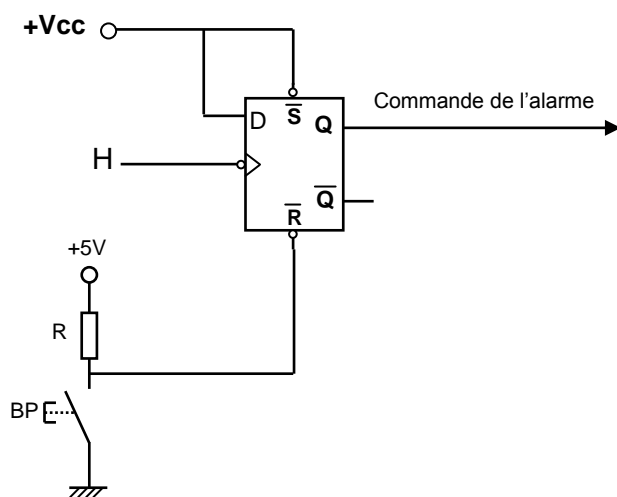 +Vcc
Commande de l'alarme
D
S̅
Q
H
Q̅
R̅
+5V
R
BP